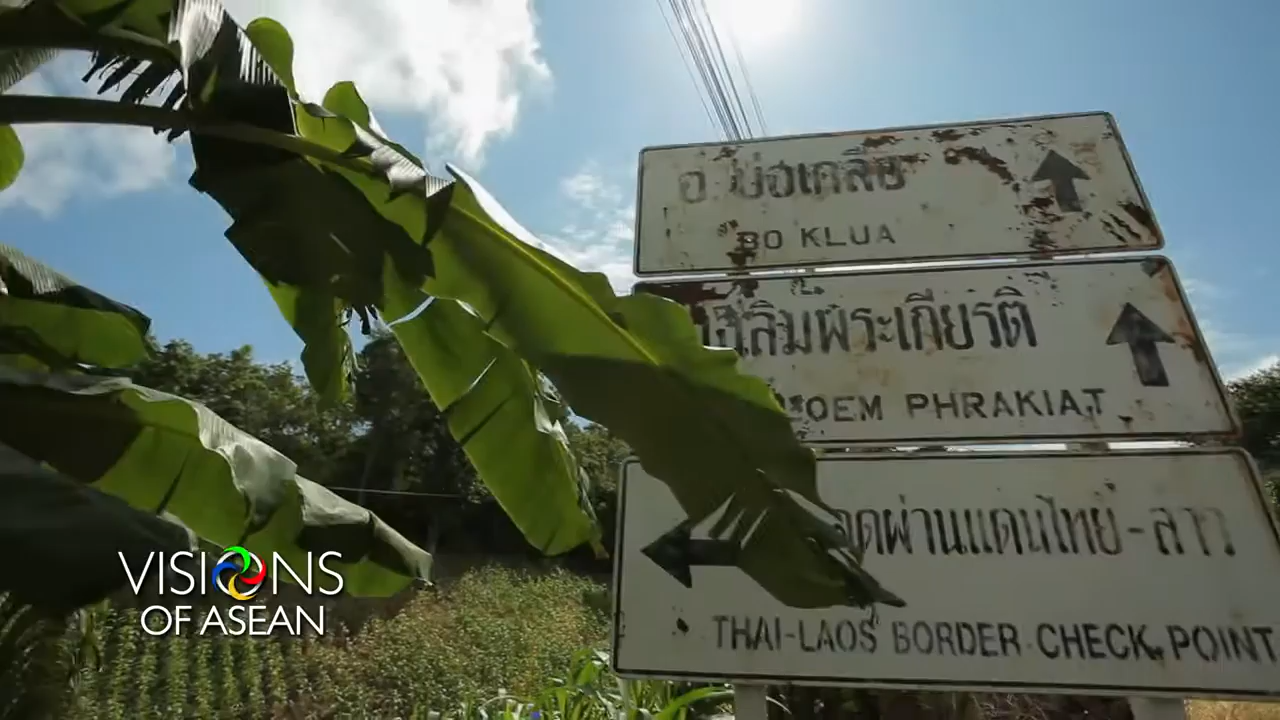 อ บ่อเกลือ
BO KLUA
เฉลิมพระเกียรติ
OEM PHRAKIAT
จุดผ่านแดนไทย-ลาว
THAI-LAOS BORDER CHECK POINT
VISIONS
OF ASEAN